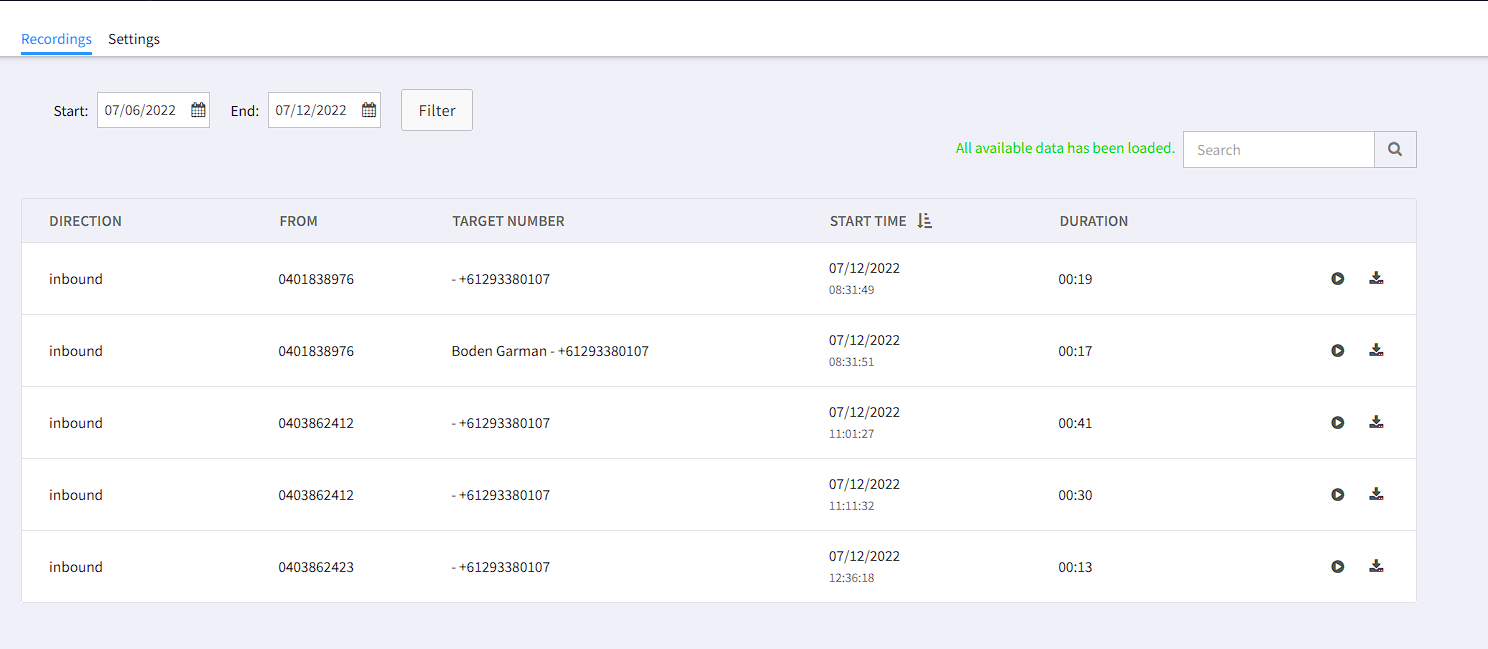 Recordings Settings
Start: 07/06/2022 End: 07/12/2022 Filter
All available data has been loaded. Search
DIRECTION FROM TARGET NUMBER START TIME DURATION
inbound 0401838976 - +61293380107 07/12/2022 00:19
08:31:49
inbound 0401838976 Boden Garman - +61293380107 07/12/2022 00:17
08:31:51
inbound 0403862412 - +61293380107 07/12/2022 00:41
11:01:27
inbound 0403862412 - +61293380107 07/12/2022 00:30
11:11:32
inbound 0403862423 - +61293380107 07/12/2022 00:13
12:36:18